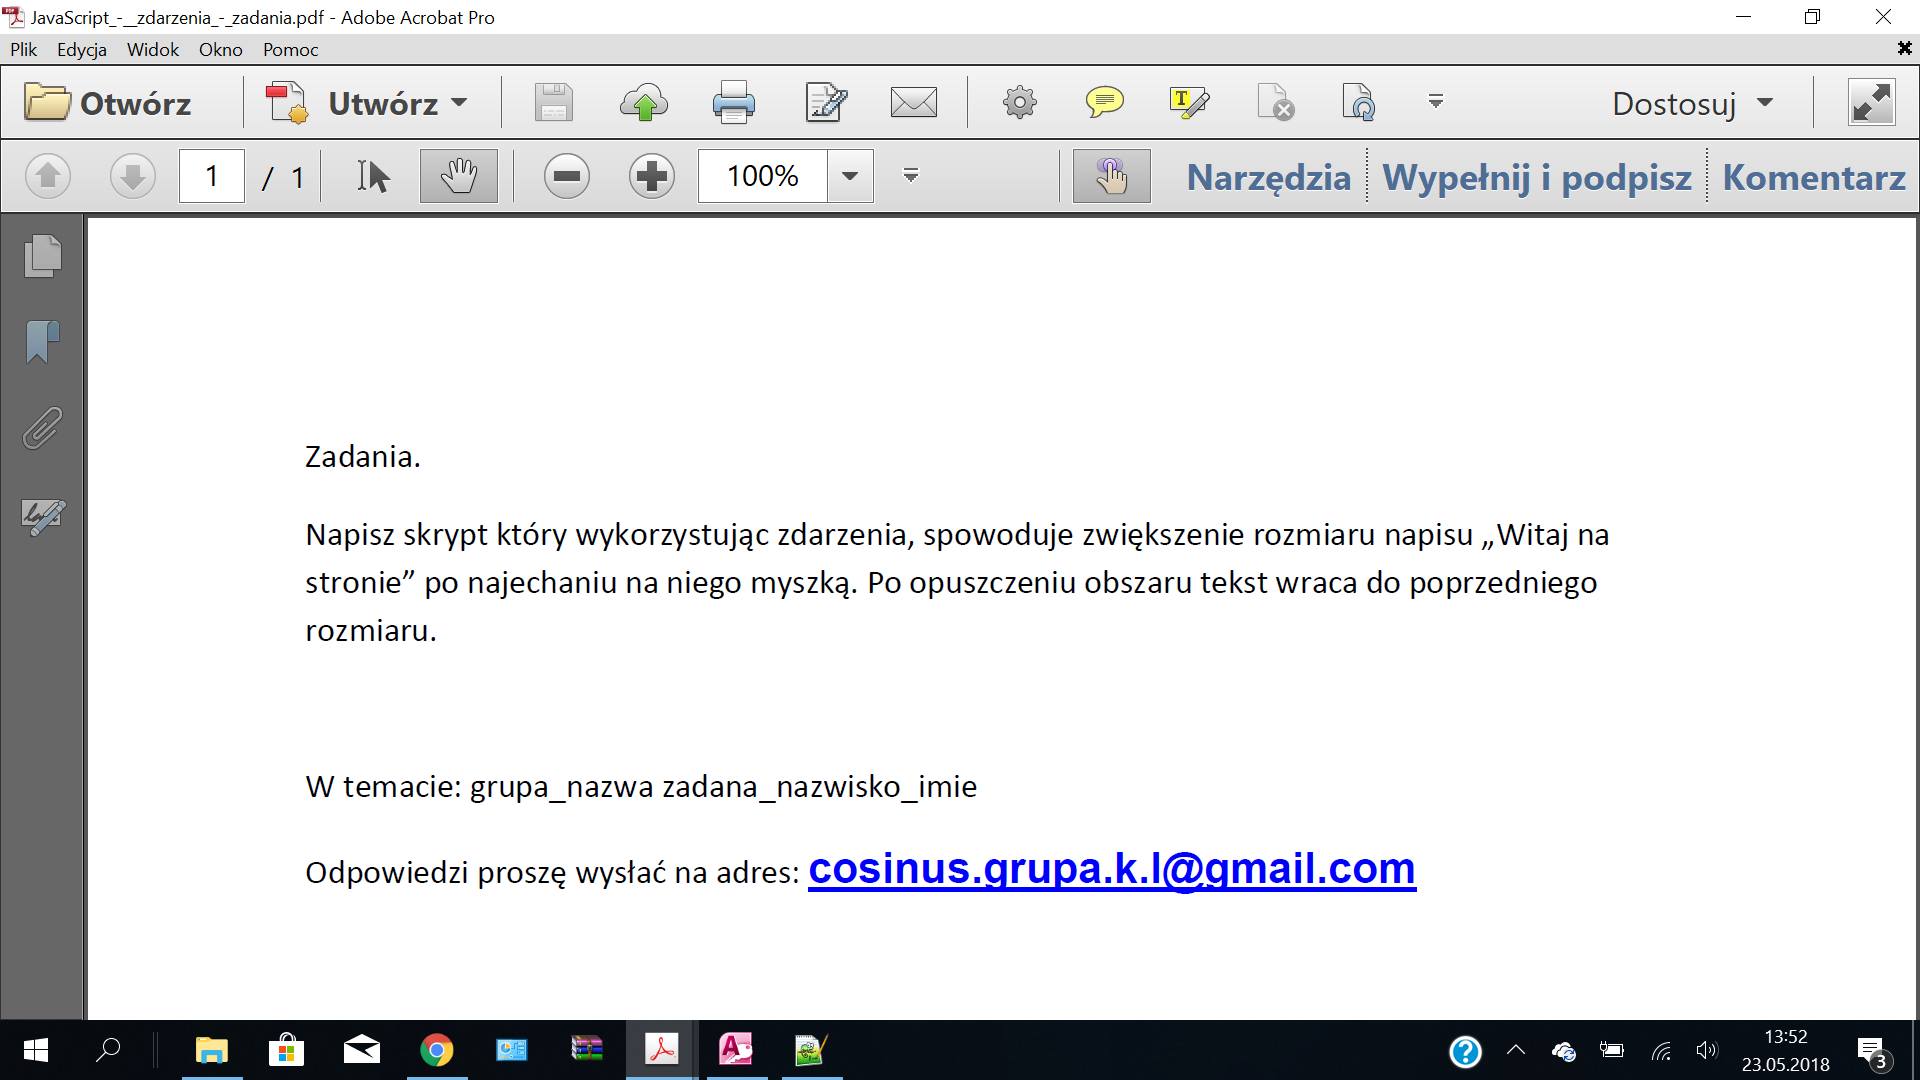 JavaScript_-__zdarzenia_-_zadania.pdf - Adobe Acrobat Pro
Plik Edycja Widok Okno Pomoc
Otwórz Utwórz Dostosuj
1 / 1 100% Narzędzia Wypełnij i podpisz Komentarz
Zadania.
Napisz skrypt który wykorzystując zdarzenia, spowoduje zwiększenie rozmiaru napisu „Witaj na
stronie” po najechaniu na niego myszką. Po opuszczeniu obszaru tekst wraca do poprzedniego
rozmiaru.
W temacie: grupa_nazwa zadana_nazwisko_imie
Odpowiedzi proszę wysłać na adres: cosinus.grupa.k.l@gmail.com
13:52
23.05.2018
3